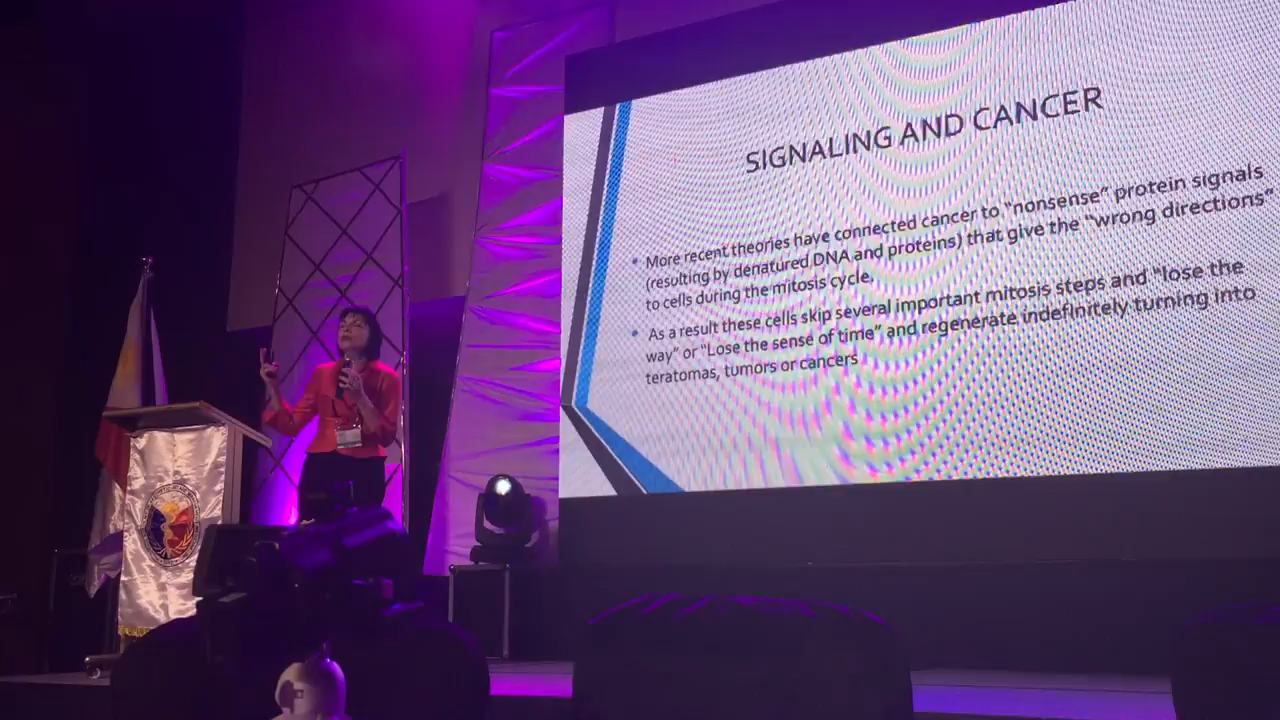 SIGNALING AND CANCER
• More recent theories have connected cancer to "nonsense" protein signals
(resulting by denatured DNA and proteins) that give the "wrong directions"
to cells during the mitosis cycle.
• As a result these cells skip several important mitosis steps and "lose the
way" or "Lose the sense of time" and regenerate indefinitely turning into
teratomas, tumors or cancers